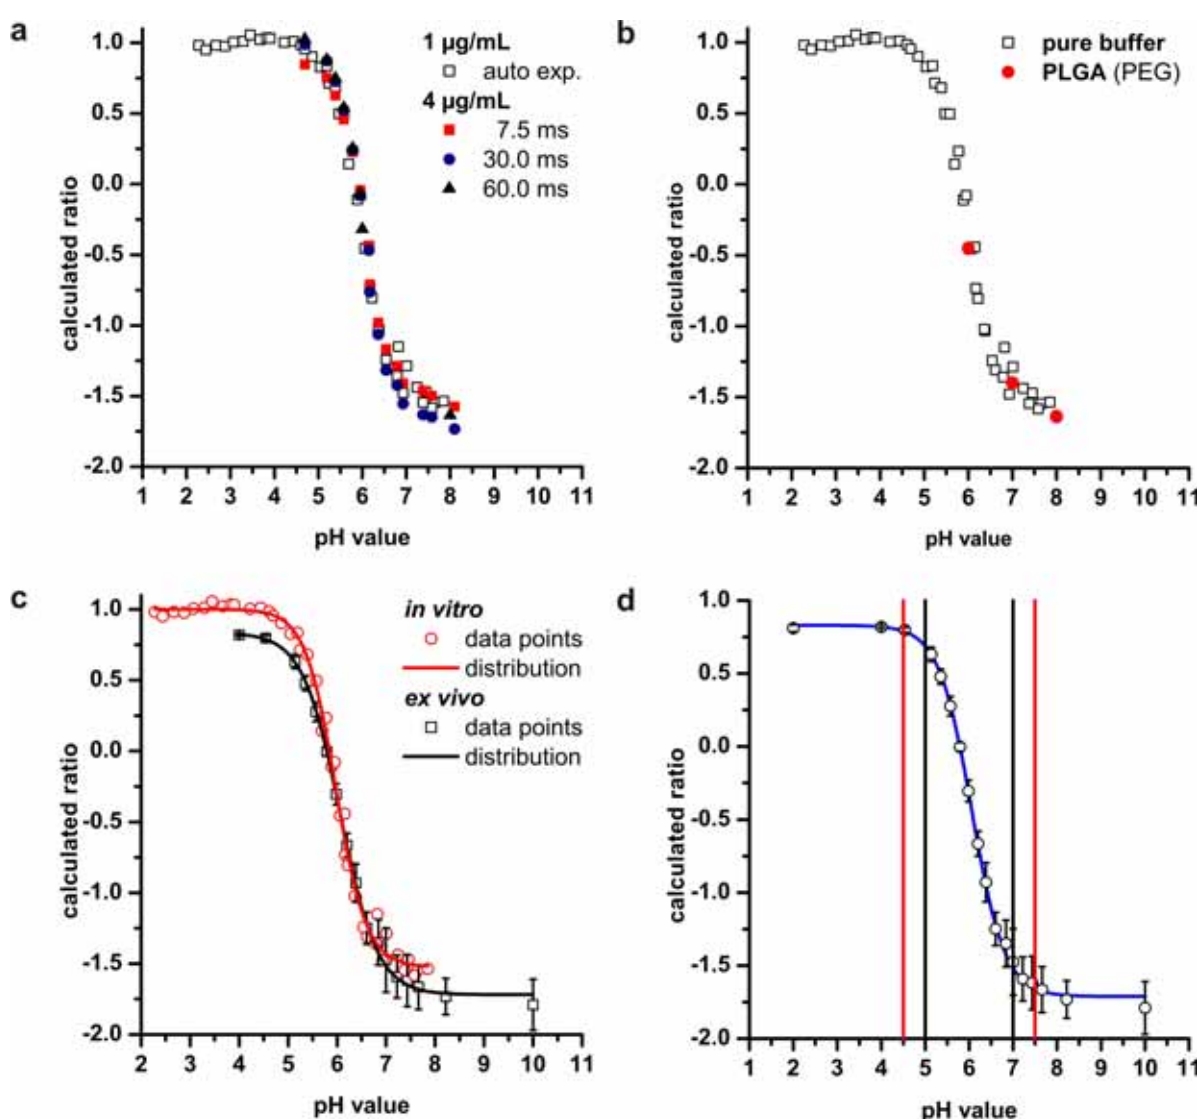 a
1 µg/mL
auto exp.
4 µg/mL
7.5 ms
30.0 ms
60.0 ms
calculated ratio
1.0
0.5
0.0
-0.5
-1.0
-1.5
-2.0
1 2 3 4 5 6 7 8 9 10 11
pH value
b
pure buffer
PLGA (PEG)
calculated ratio
1.0
0.5
0.0
-0.5
-1.0
-1.5
-2.0
1 2 3 4 5 6 7 8 9 10 11
pH value
c
in vitro
data points
distribution
ex vivo
data points
distribution
calculated ratio
1.0
0.5
0.0
-0.5
-1.0
-1.5
-2.0
2 3 4 5 6 7 8 9 10 11
pH value
d
calculated ratio
1.0
0.5
0.0
-0.5
-1.0
-1.5
-2.0
1 2 3 4 5 6 7 8 9 10 11
pH value